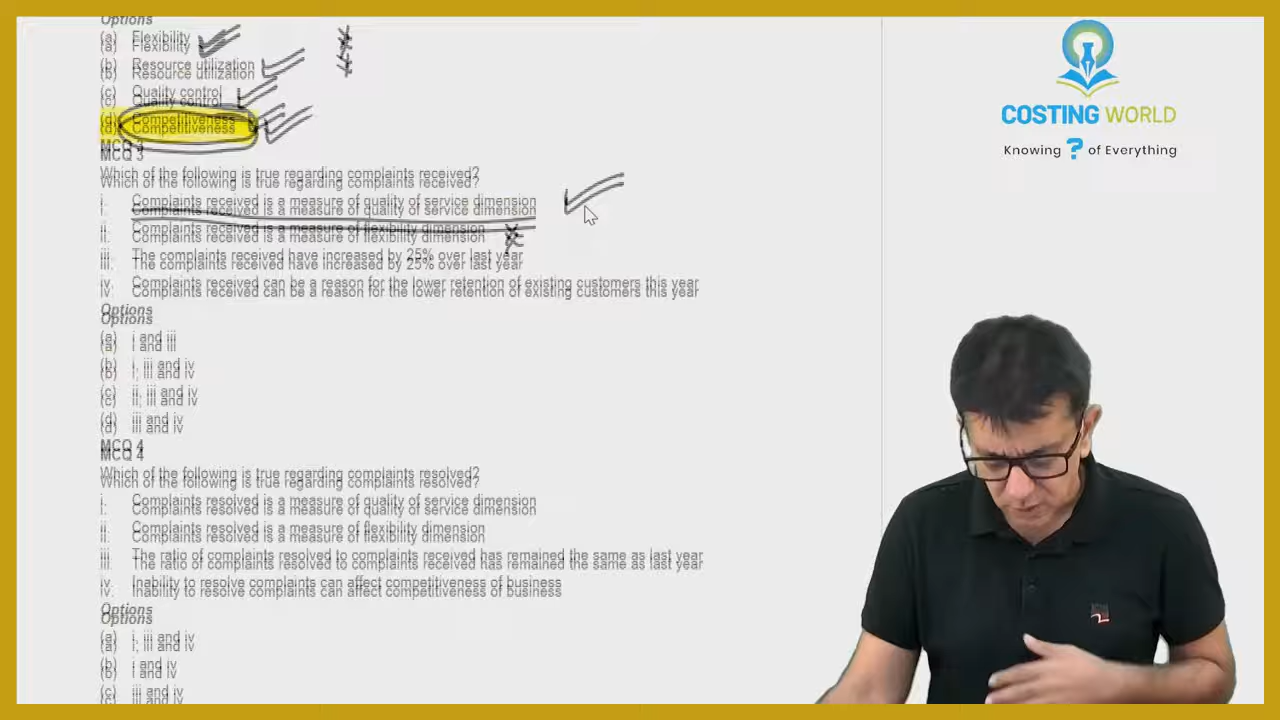 Options
(a) Flexibility
(b) Resource utilization
(c) Quality control
(d) Competitiveness
MCQ 3
Which of the following is true regarding complaints received?
i. Complaints received is a measure of quality of service dimension
ii. Complaints received is a measure of flexibility dimension
iii. The complaints received have increased by 25% over last year
iv. Complaints received can be a reason for the lower retention of existing customers this year
Options
(a) i and iii
(b) i, iii and iv
(c) ii, iii and iv
(d) iii and iv
MCQ 4
Which of the following is true regarding complaints resolved?
i. Complaints resolved is a measure of quality of service dimension
ii. Complaints resolved is a measure of flexibility dimension
iii. The ratio of complaints resolved to complaints received has remained the same as last year
iv. Inability to resolve complaints can affect competitiveness of business
Options
(a) i, iii and iv
(b) i and iv
(c) iii and iv
COSTING WORLD
Knowing ? of Everything